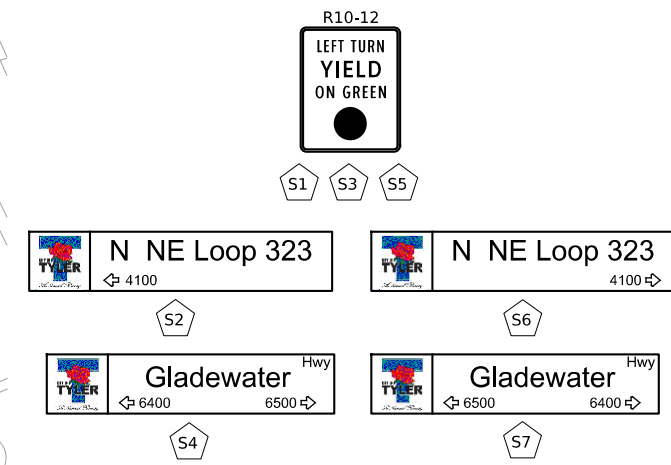 R10-12
LEFT TURN
YIELD
ON GREEN
S1 S3 S5
TYLER
N NE Loop 323
4100
S2
TYLER
N NE Loop 323
4100
S6
TYLER
Gladewater Hwy
6400 6500
S4
TYLER
Gladewater Hwy
6500 6400
S7